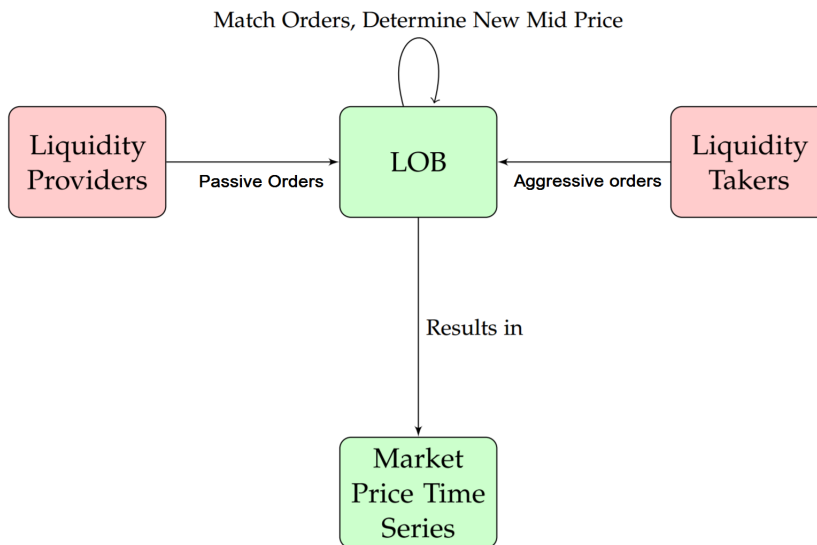 Match Orders, Determine New Mid Price
Liquidity
Providers
Passive Orders
LOB
Aggressive orders
Liquidity
Takers
Results in
Market
Price Time
Series